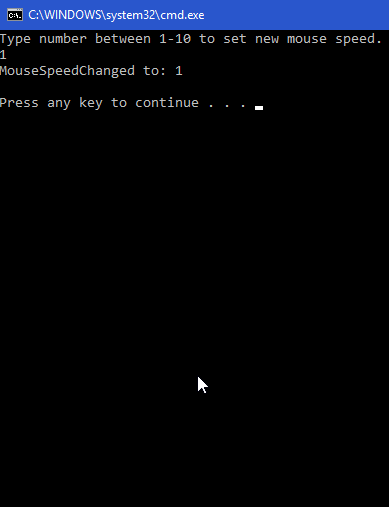 C:\WINDOWS\system32\cmd.exe
Type number between 1-10 to set new mouse speed.
1
MouseSpeedChanged to: 1
Press any key to continue . . .